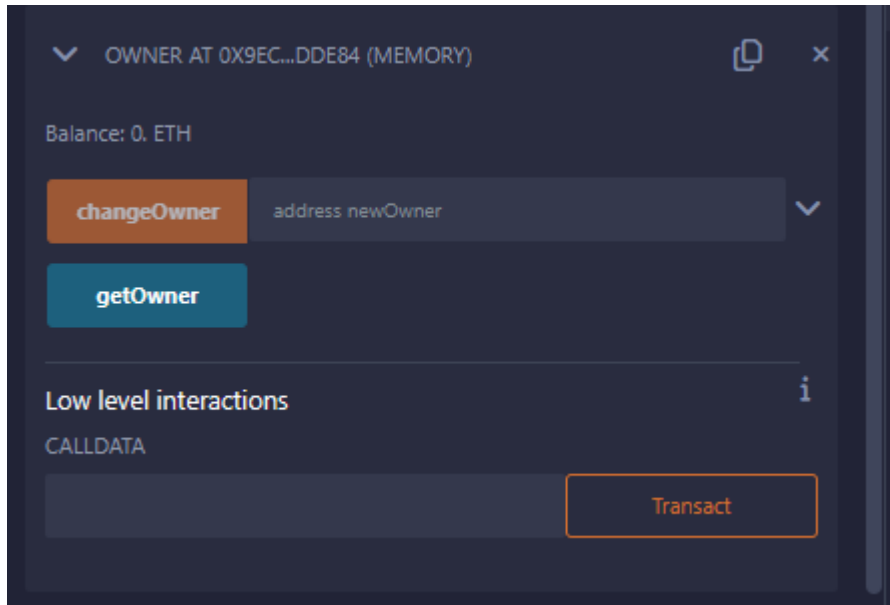 OWNER AT 0X9EC...DDE84 (MEMORY)
Balance: 0. ETH
changeOwner address newOwner
getOwner
Low level interactions
CALLDATA
Transact